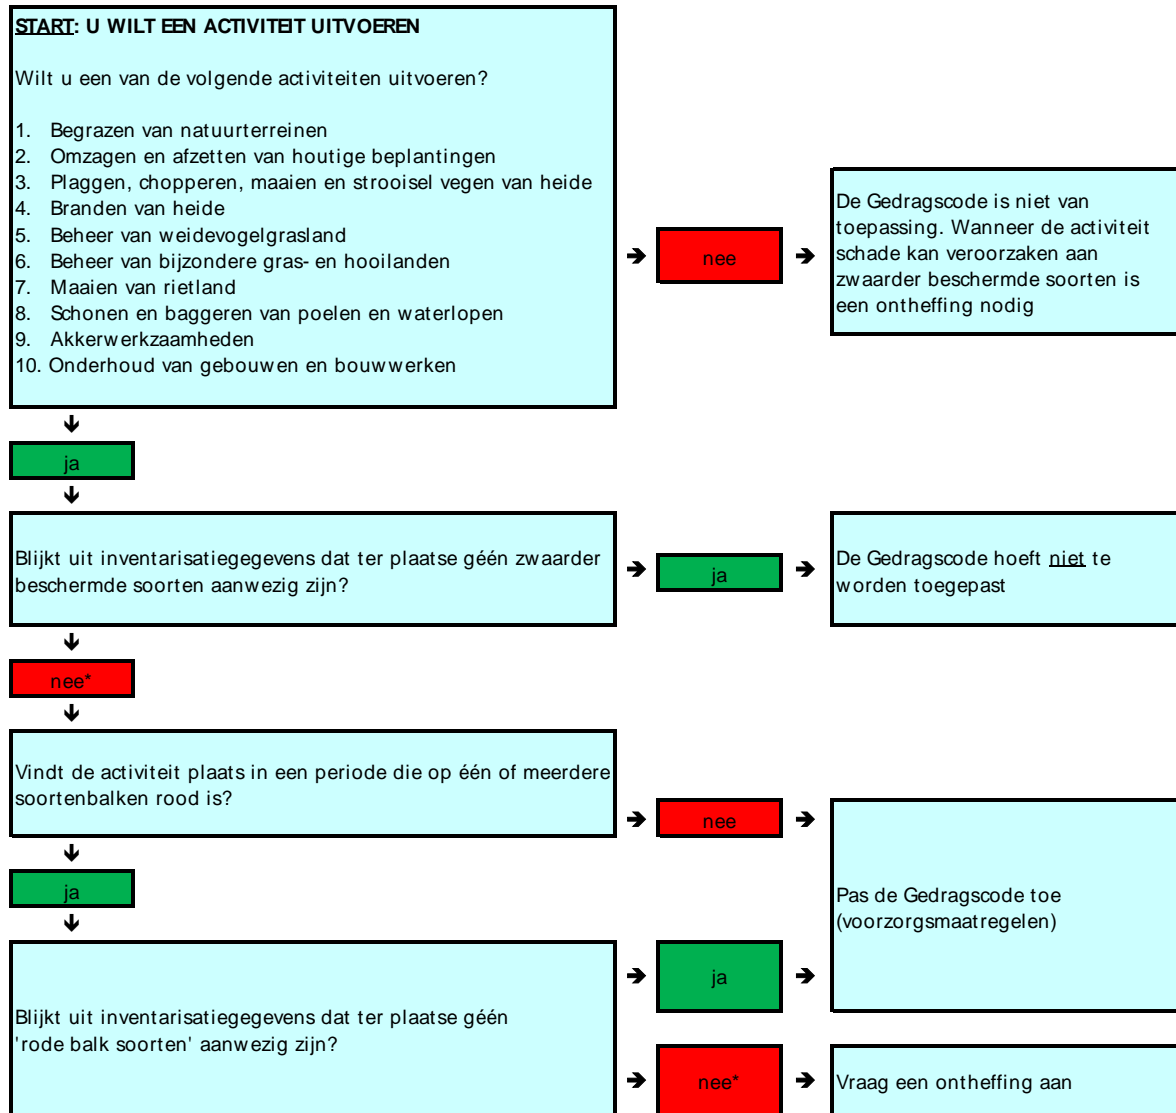 START: U WILT EEN ACTIVITEIT UITVOEREN
Wilt u een van de volgende activiteiten uitvoeren?
1. Begrazen van natuurterreinen
2. Omzagen en afzetten van houtige beplantingen
3. Plaggen, chopperen, maaien en strooisel vegen van heide
4. Branden van heide
5. Beheer van weidevogelgrasland
6. Beheer van bijzondere gras- en hooilanden
7. Maaien van rietland
8. Schonen en baggeren van poelen en waterlopen
9. Akkerwerkzaamheden
10. Onderhoud van gebouwen en bouwwerken
nee
De Gedragscode is niet van
toepassing. Wanneer de activiteit
schade kan veroorzaken aan
zwaarder beschermde soorten is
een ontheffing nodig
ja
Blijkt uit inventarisatiegegevens dat ter plaatse géén zwaarder
beschermde soorten aanwezig zijn?
ja
De Gedragscode hoeft niet te
worden toegepast
nee*
Vindt de activiteit plaats in een periode die op één of meerdere
soortenbalken rood is?
nee
Pas de Gedragscode toe
(voorzorgsmaatregelen)
ja
Blijkt uit inventarisatiegegevens dat ter plaatse géén
'rode balk soorten' aanwezig zijn?
ja
nee*
Vraag een ontheffing aan